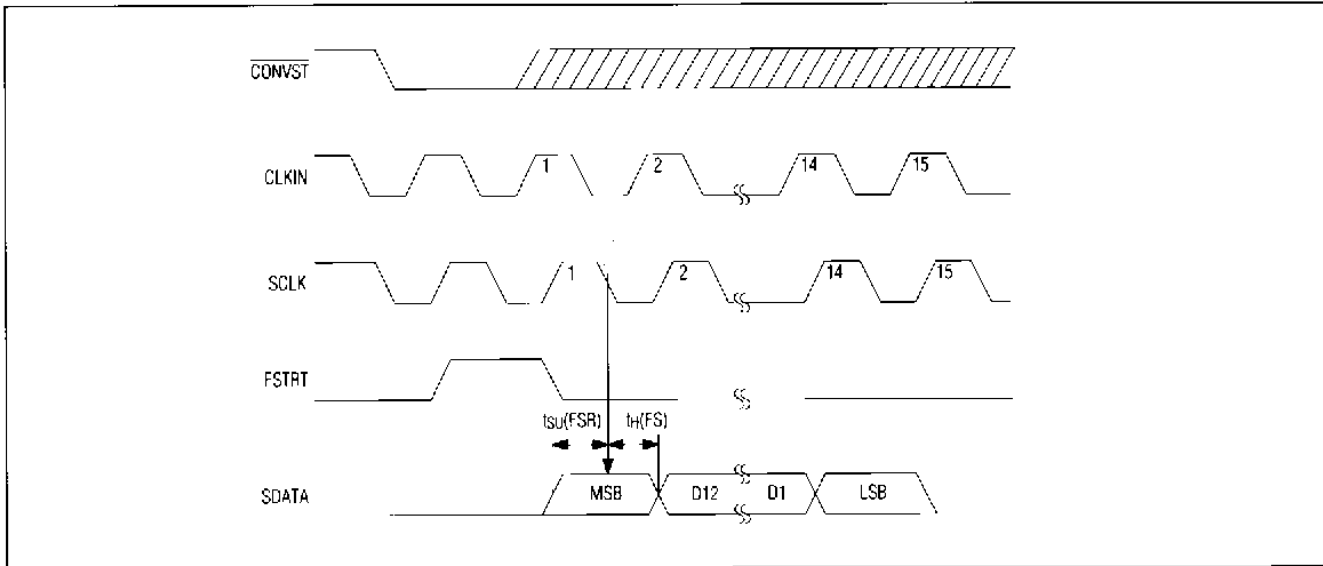 CONVST
CLKIN 1 2 14 15
SCLK 1 2 14 15
FSTRT
tSU(FSR) tH(FS)
SDATA MSB D12 D1 LSB